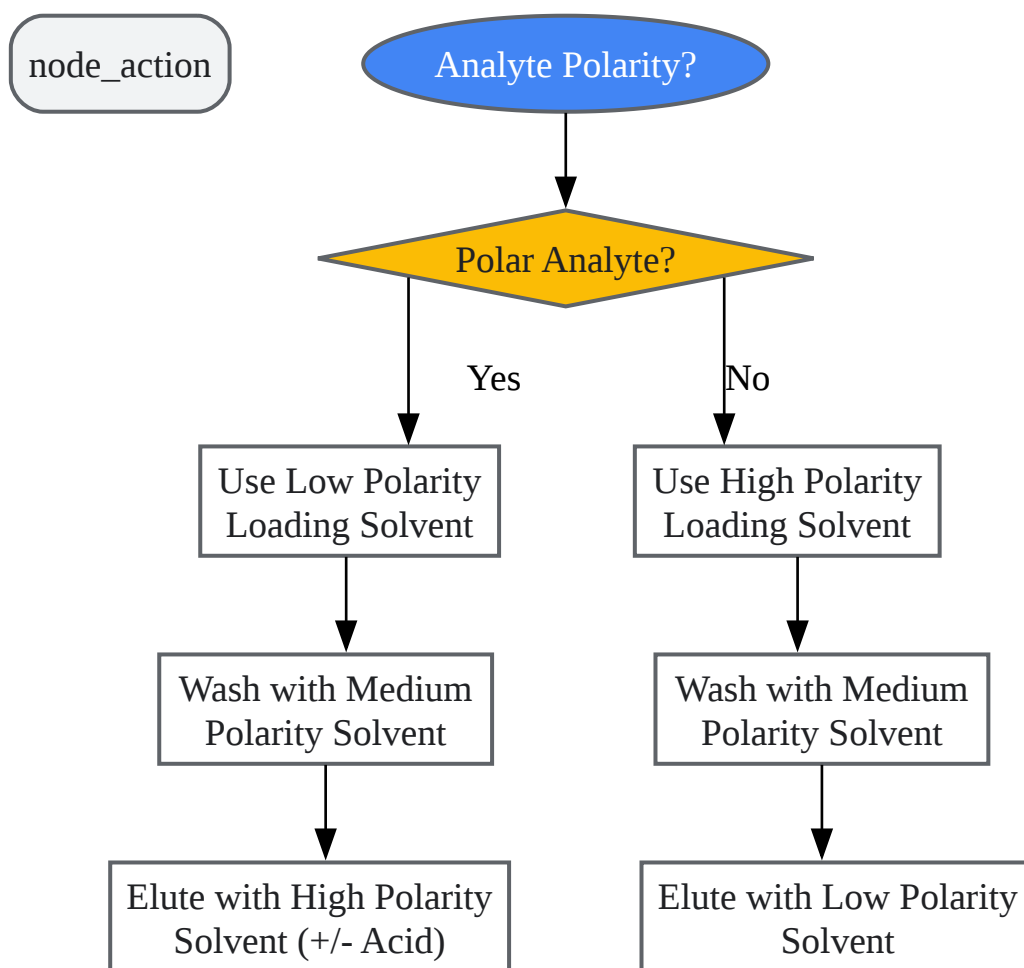 node_action
Analyte Polarity?
Polar Analyte?
Yes
No
Use Low Polarity
Loading Solvent
Use High Polarity
Loading Solvent
Wash with Medium
Polarity Solvent
Wash with Medium
Polarity Solvent
Elute with High Polarity
Solvent (+/- Acid)
Elute with Low Polarity
Solvent